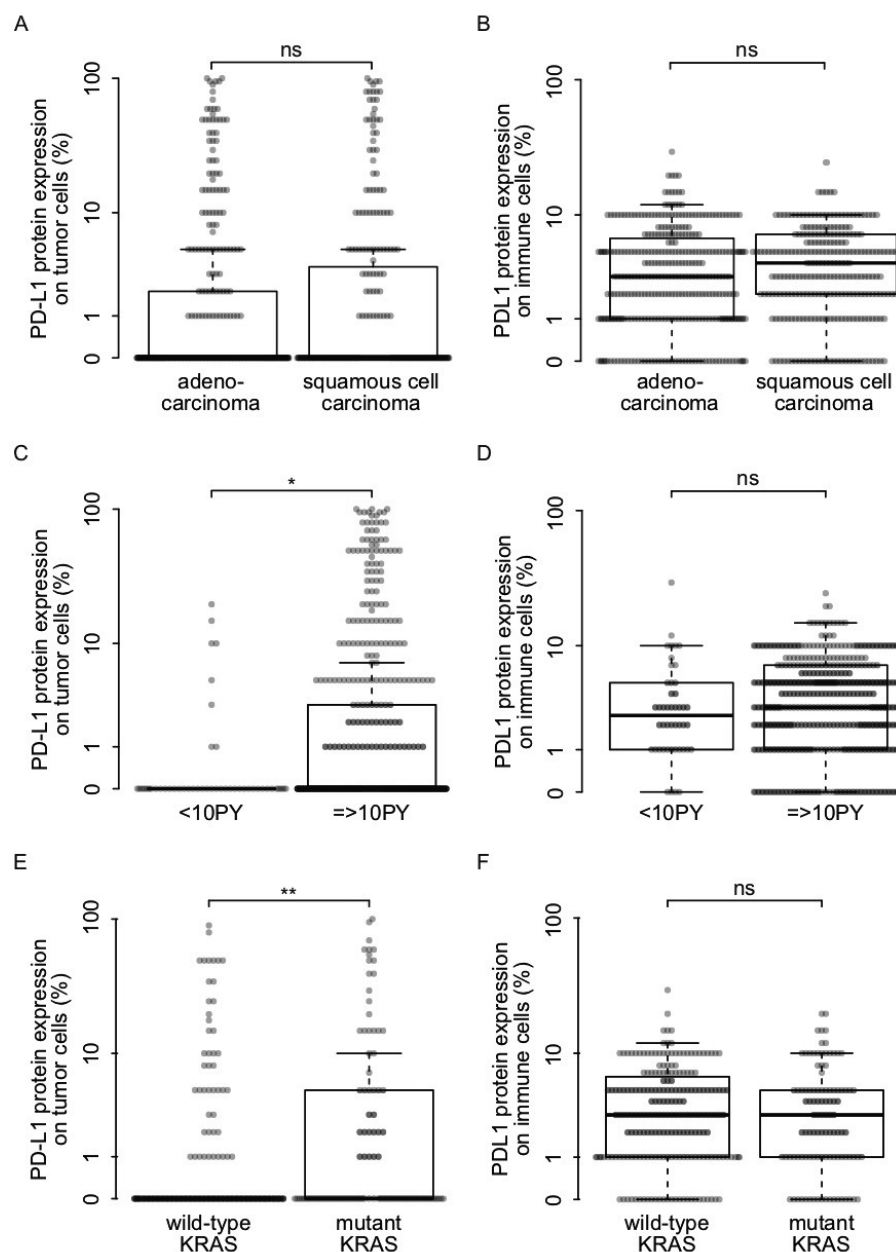 A
ns
PD-L1 protein expression
on tumor cells (%)
100
10
1
0
adeno-
carcinoma
squamous cell
carcinoma
B
ns
PDL1 protein expression
on immune cells (%)
100
10
1
0
adeno-
carcinoma
squamous cell
carcinoma
C
*
PD-L1 protein expression
on tumor cells (%)
100
10
1
0
<10PY
=>10PY
D
ns
PDL1 protein expression
on immune cells (%)
100
10
1
0
<10PY
=>10PY
E
**
PD-L1 protein expression
on tumor cells (%)
100
10
1
0
wild-type
KRAS
mutant
KRAS
F
ns
PDL1 protein expression
on immune cells (%)
100
10
1
0
wild-type
KRAS
mutant
KRAS